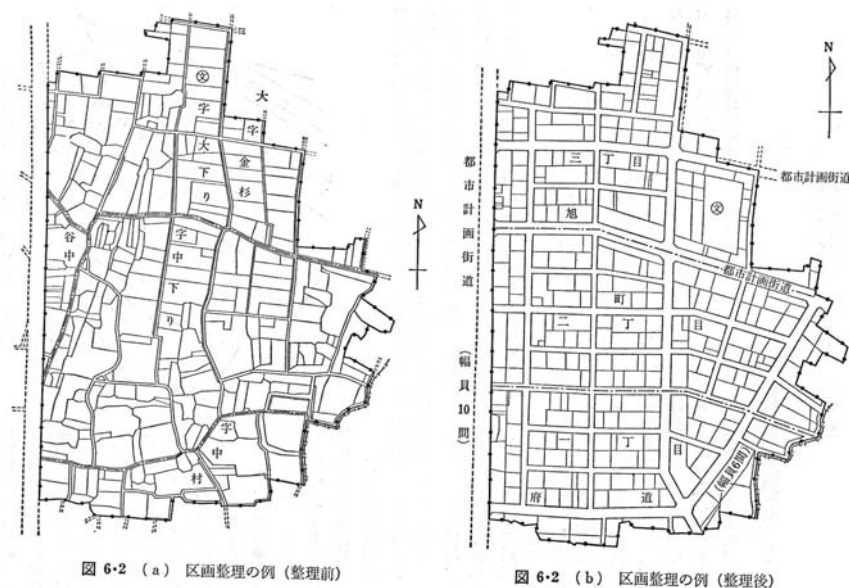 N
㊛
大
字
大
下
り
字
金
杉
谷
中
字
中
下
り
字
中
村
図 6・2 (a) 区画整理の例(整理前)
N
都市計画街道
(幅員10間)
三丁目
都市計画街道
旭
都市計画街道
町
二丁目
一丁目
(幅員6間)
府道
図 6・2 (b) 区画整理の例(整理後)